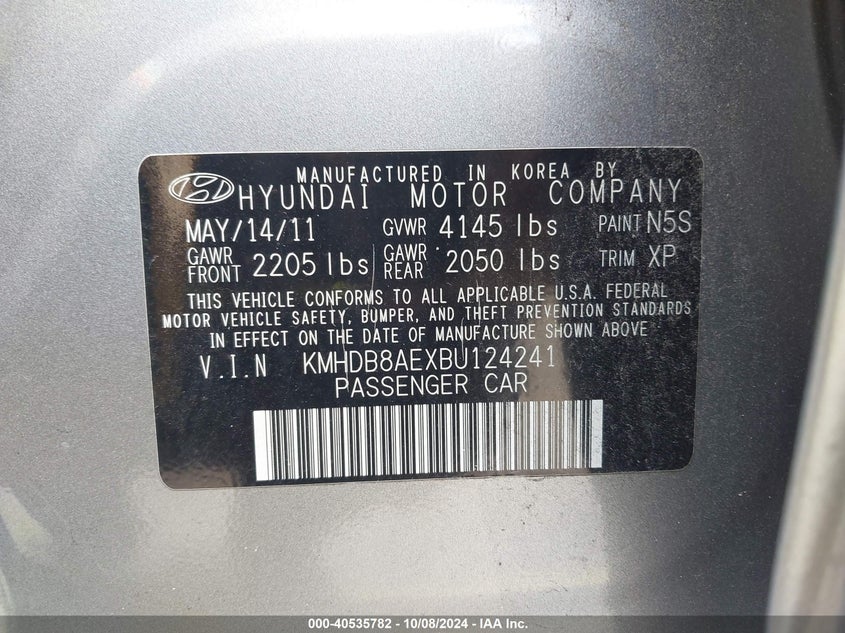 MANUFACTURED IN KOREA BY
HYUNDAI MOTOR COMPANY
MAY/14/11 GVWR 4145 lbs PAINT N5S
GAWR FRONT 2205 lbs GAWR REAR 2050 lbs TRIM XP
THIS VEHICLE CONFORMS TO ALL APPLICABLE U.S.A. FEDERAL
MOTOR VEHICLE SAFETY, BUMPER, AND THEFT PREVENTION STANDARDS
IN EFFECT ON THE DATE OF MANUFACTURE SHOWN ABOVE
V.I.N KMHDB8AEXBU124241
PASSENGER CAR
000-40535782 - 10/08/2024 - IAA Inc.